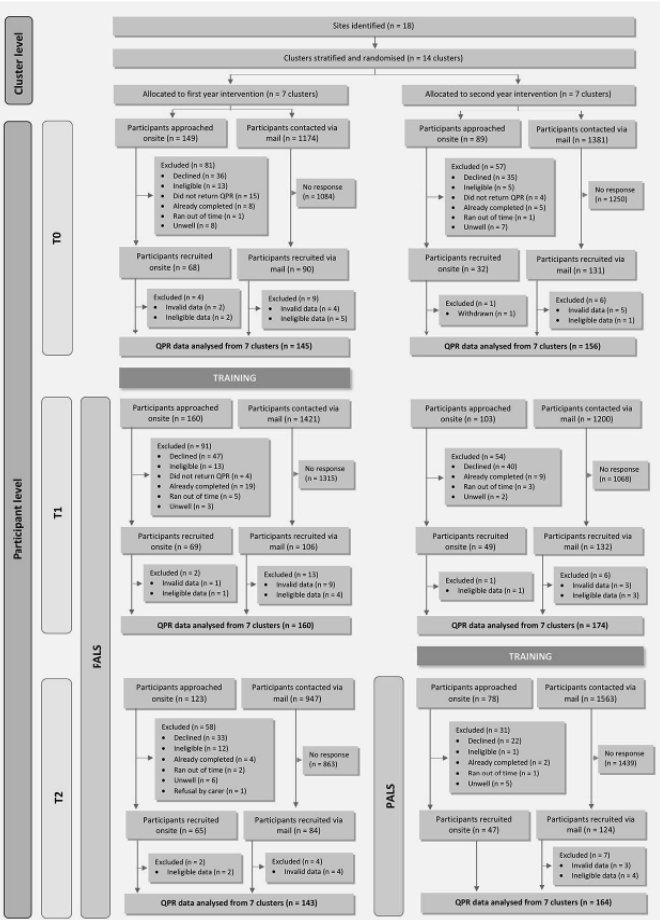 Cluster level
Sites identified (n = 18)
Clusters stratified and randomised (n = 14 clusters)
Allocated to first year intervention (n = 7 clusters)
Allocated to second year intervention (n = 7 clusters)
Participant level
T0
Participants approached
onsite (n = 149)
Participants contacted via
mail (n = 1174)
Excluded (n = 81)
• Declined (n = 36)
• Ineligible (n = 13)
• Did not return QPR (n = 15)
• Already completed (n = 8)
• Ran out of time (n = 1)
• Unwell (n = 8)
No response
(n = 1084)
Participants recruited
onsite (n = 68)
Participants recruited via
mail (n = 90)
Excluded (n = 4)
• Invalid data (n = 2)
• Ineligible data (n = 2)
Excluded (n = 9)
• Invalid data (n = 4)
• Ineligible data (n = 5)
QPR data analysed from 7 clusters (n = 145)
Participants approached
onsite (n = 89)
Participants contacted via
mail (n = 1381)
Excluded (n = 57)
• Declined (n = 35)
• Ineligible (n = 5)
• Did not return QPR (n = 4)
• Already completed (n = 5)
• Ran out of time (n = 1)
• Unwell (n = 7)
No response
(n = 1250)
Participants recruited
onsite (n = 32)
Participants recruited via
mail (n = 131)
Excluded (n = 1)
• Withdrawn (n = 1)
Excluded (n = 6)
• Invalid data (n = 5)
• Ineligible data (n = 1)
QPR data analysed from 7 clusters (n = 156)
TRAINING
T1
FALS
Participants approached
onsite (n = 160)
Participants contacted via
mail (n = 1421)
Excluded (n = 91)
• Declined (n = 47)
• Ineligible (n = 13)
• Did not return QPR (n = 4)
• Already completed (n = 19)
• Ran out of time (n = 5)
• Unwell (n = 3)
No response
(n = 1315)
Participants recruited
onsite (n = 69)
Participants recruited via
mail (n = 106)
Excluded (n = 2)
• Invalid data (n = 1)
• Ineligible data (n = 1)
Excluded (n = 13)
• Invalid data (n = 9)
• Ineligible data (n = 4)
QPR data analysed from 7 clusters (n = 160)
Participants approached
onsite (n = 103)
Participants contacted via
mail (n = 1200)
Excluded (n = 54)
• Declined (n = 40)
• Already completed (n = 9)
• Ran out of time (n = 3)
• Unwell (n = 2)
No response
(n = 1068)
Participants recruited
onsite (n = 49)
Participants recruited via
mail (n = 132)
Excluded (n = 1)
• Ineligible data (n = 1)
Excluded (n = 6)
• Invalid data (n = 3)
• Ineligible data (n = 3)
QPR data analysed from 7 clusters (n = 174)
TRAINING
T2
Participants approached
onsite (n = 123)
Participants contacted via
mail (n = 947)
Excluded (n = 58)
• Declined (n = 33)
• Ineligible (n = 12)
• Already completed (n = 4)
• Ran out of time (n = 2)
• Unwell (n = 6)
• Refusal by carer (n = 1)
No response
(n = 863)
Participants recruited
onsite (n = 65)
Participants recruited via
mail (n = 84)
Excluded (n = 2)
• Ineligible data (n = 2)
Excluded (n = 4)
• Invalid data (n = 4)
QPR data analysed from 7 clusters (n = 143)
PALS
Participants approached
onsite (n = 78)
Participants contacted via
mail (n = 1563)
Excluded (n = 31)
• Declined (n = 22)
• Ineligible (n = 1)
• Already completed (n = 2)
• Ran out of time (n = 1)
• Unwell (n = 5)
No response
(n = 1439)
Participants recruited
onsite (n = 47)
Participants recruited via
mail (n = 124)
Excluded (n = 7)
• Invalid data (n = 3)
• Ineligible data (n = 4)
QPR data analysed from 7 clusters (n = 164)